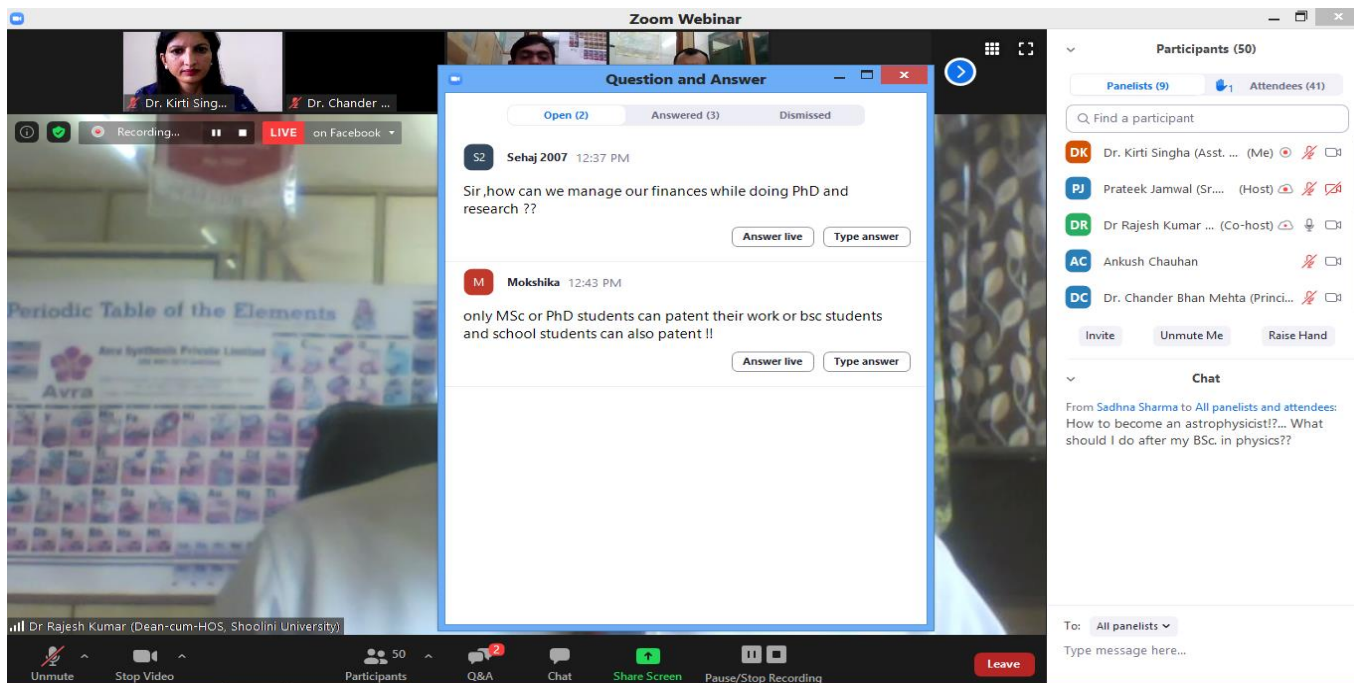 Zoom Webinar
Dr. Kirti Sing...
Dr. Chander ...
Recording...
LIVE
on Facebook
Periodic Table of the Elements
Avra Synthesis Private Limited
Avra
Dr Rajesh Kumar (Dean-cum-HOS, Shoolini University)
Question and Answer
Open (2)
Answered (3)
Dismissed
S2
Sehaj 2007 12:37 PM
Sir ,how can we manage our finances while doing PhD and
research ??
Answer live
Type answer
M
Mokshika 12:43 PM
only MSc or PhD students can patent their work or bsc students
and school students can also patent !!
Answer live
Type answer
Participants (50)
Panelists (9)
1
Attendees (41)
Find a participant
DK Dr. Kirti Singha (Asst. ... (Me)
PJ Prateek Jamwal (Sr.... (Host)
DR Dr Rajesh Kumar ... (Co-host)
AC Ankush Chauhan
DC Dr. Chander Bhan Mehta (Princi...
Invite
Unmute Me
Raise Hand
Chat
From Sadhna Sharma to All panelists and attendees:
How to become an astrophysicist!?... What
should I do after my BSc. in physics??
To: All panelists
Type message here...
Unmute
Stop Video
50
Participants
2
Q&A
Chat
Share Screen
Pause/Stop Recording
Leave